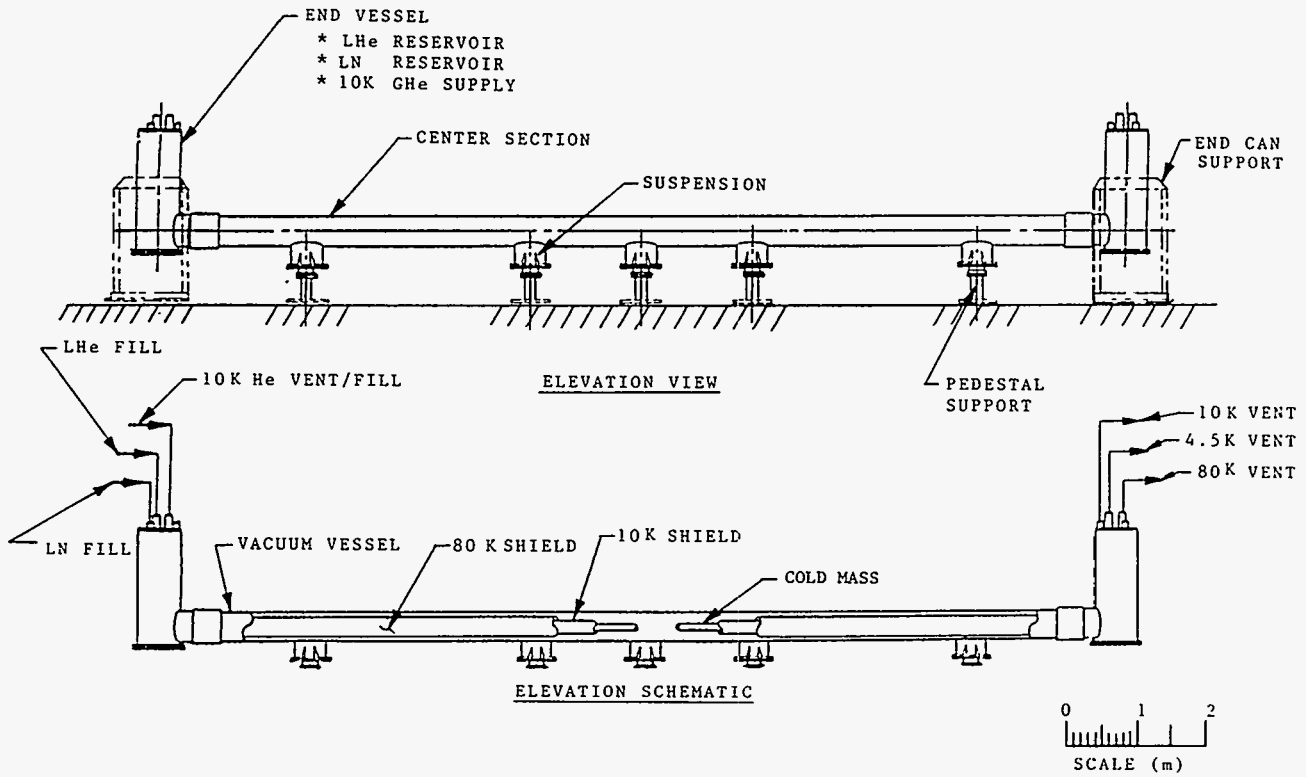 END VESSEL
* LHe RESERVOIR
* LN RESERVOIR
* 10K GHe SUPPLY
CENTER SECTION
SUSPENSION
END CAN
SUPPORT
LHe FILL
10K He VENT/FILL
ELEVATION VIEW
PEDESTAL
SUPPORT
10K VENT
4.5K VENT
80K VENT
LN FILL
VACUUM VESSEL
80 K SHIELD
10 K SHIELD
COLD MASS
ELEVATION SCHEMATIC
0 1 2
SCALE (m)